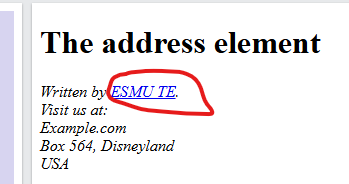 The address element
Written by ESMU TE.
Visit us at:
Example.com
Box 564, Disneyland
USA